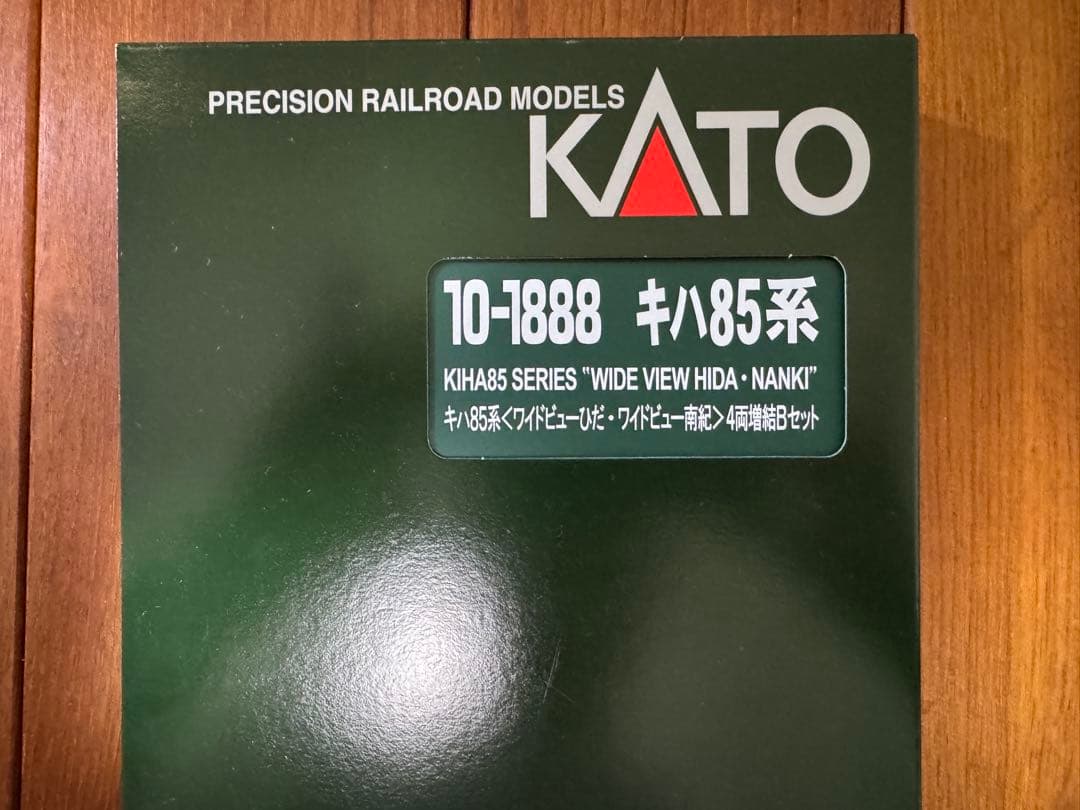 PRECISION RAILROAD MODELS
KATO
10-1888 キハ85系
KIHA85 SERIES "WIDE VIEW HIDA・NANKI"
キハ85系<ワイドビューひだ・ワイドビュー南紀>4両増結Bセット